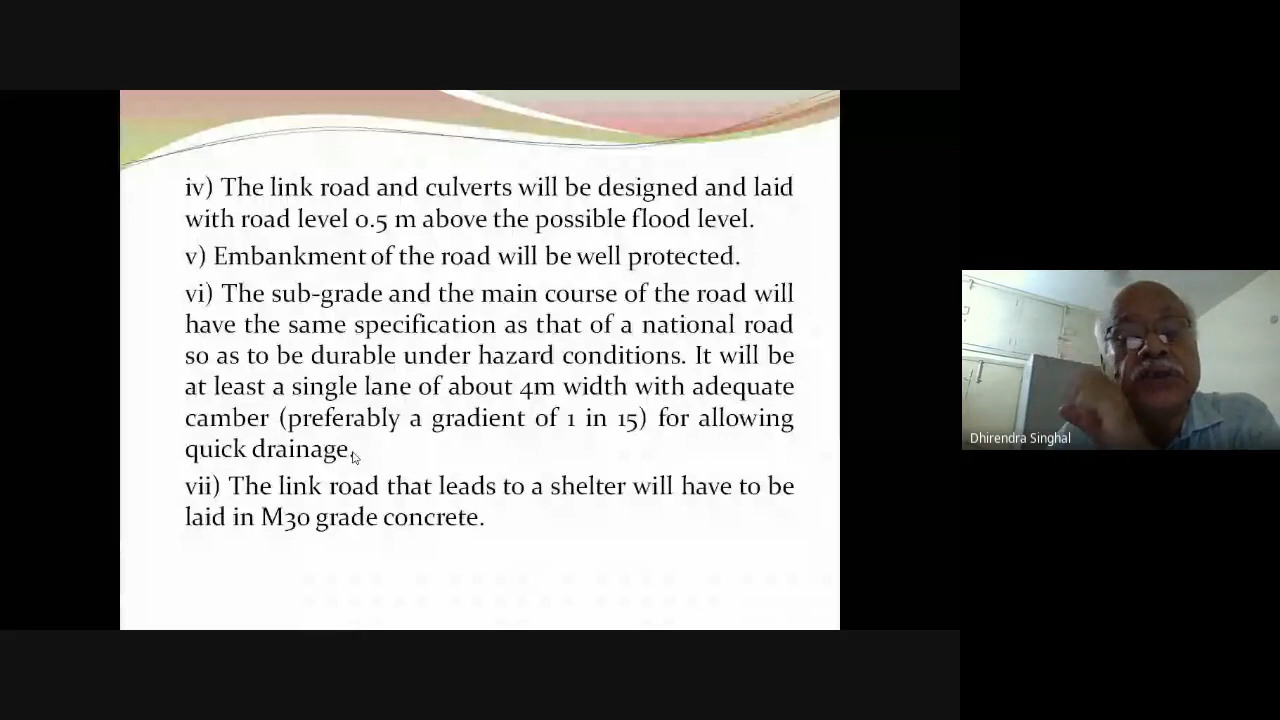 iv) The link road and culverts will be designed and laid
with road level 0.5 m above the possible flood level.
v) Embankment of the road will be well protected.
vi) The sub-grade and the main course of the road will
have the same specification as that of a national road
so as to be durable under hazard conditions. It will be
at least a single lane of about 4m width with adequate
camber (preferably a gradient of 1 in 15) for allowing
quick drainage.
vii) The link road that leads to a shelter will have to be
laid in M30 grade concrete.
Dhirendra Singhal